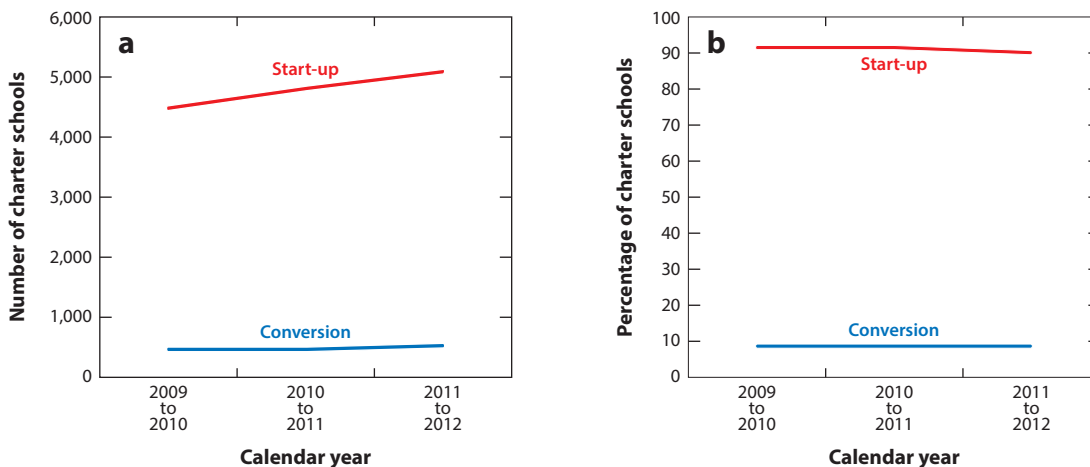 a
Number of charter schools
6,000
5,000
4,000
3,000
2,000
1,000
0
Start-up
Conversion
2009
to
2010
2010
to
2011
2011
to
2012
Calendar year
b
Percentage of charter schools
100
90
80
70
60
50
40
30
20
10
0
Start-up
Conversion
2009
to
2010
2010
to
2011
2011
to
2012
Calendar year